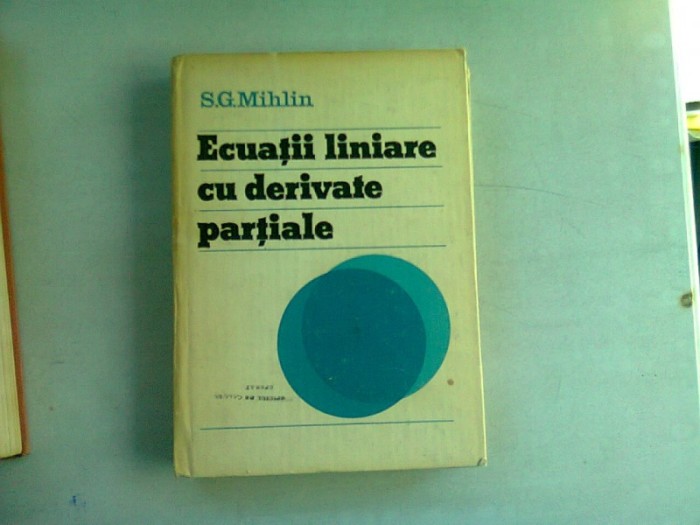 S.G.Mihlin
Ecuații liniare
cu derivate
parțiale